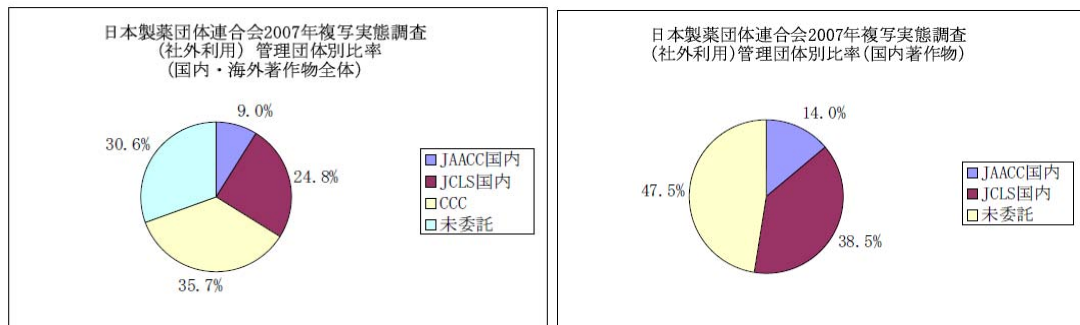 日本製薬団体連合会2007年複写実態調査
(社外利用) 管理団体別比率
(国内・海外著作物全体)
9.0%
30.6%
24.8%
35.7%
JAACC国内
JCLS国内
CCC
未委託
日本製薬団体連合会2007年複写実態調査
(社外利用)管理団体別比率(国内著作物)
14.0%
47.5%
38.5%
JAACC国内
JCLS国内
未委託